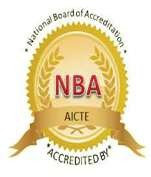 • National Board of Accreditation •
NBA
AICTE
• ACCREDITED BY •